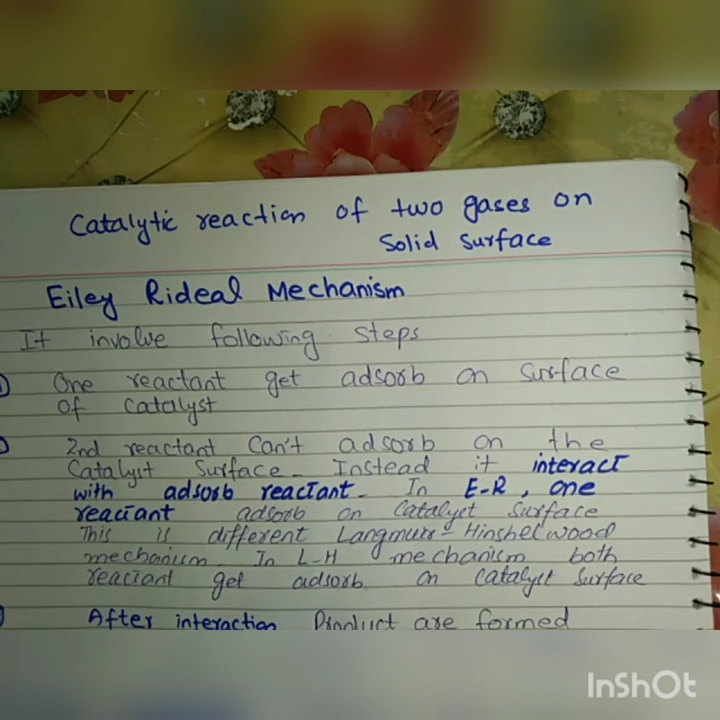 Catalytic reaction of two gases on
Solid Surface
Eiley Rideal Mechanism
It involve following steps
One reactant get adsorb on Surface
of Catalyst
2nd reactant Can't adsorb on the
Catalyst Surface. Instead it interact
with adsorb reactant. In E-R, one
reactant adsorb on Catalyst Surface
This is different Langmuir-Hinshelwood
mechanism. In L-H mechanism both
reactant get adsorb on Catalyst Surface
After interaction Product are formed
InShOt